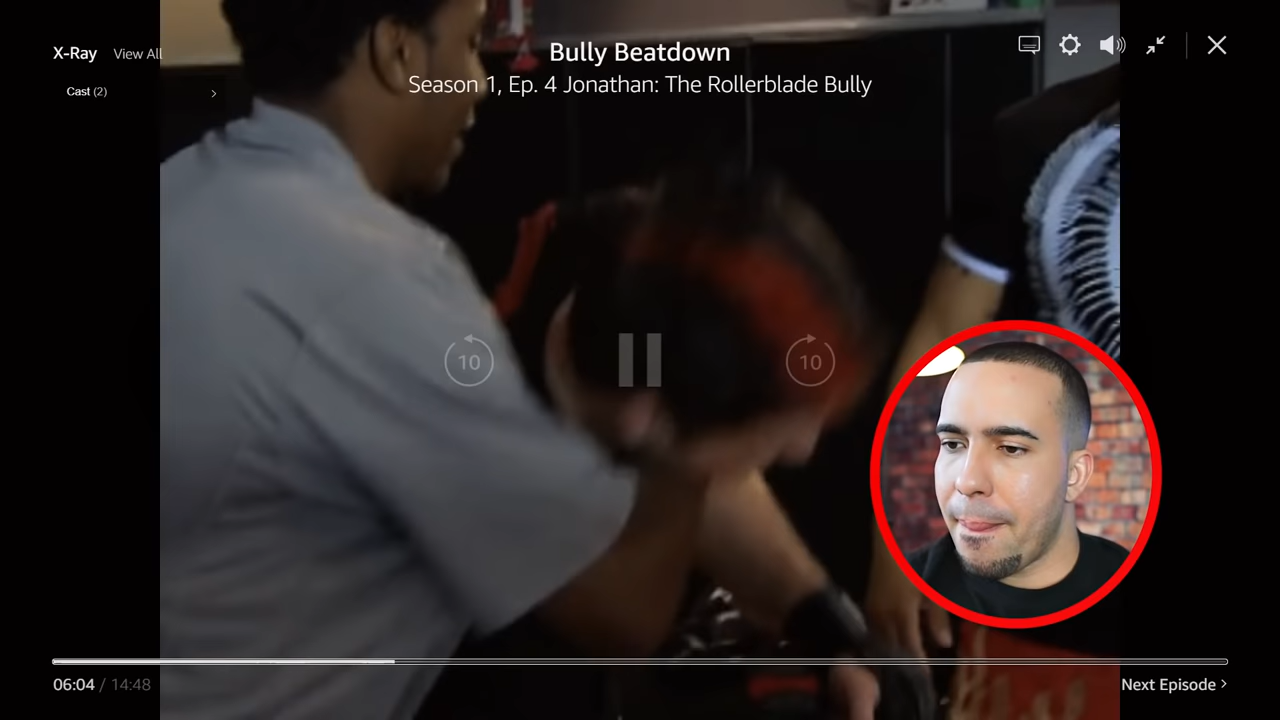 X-Ray View All
Bully Beatdown
Season 1, Ep. 4 Jonathan: The Rollerblade Bully
Cast (2)
10
10
06:04 / 14:48
Next Episode